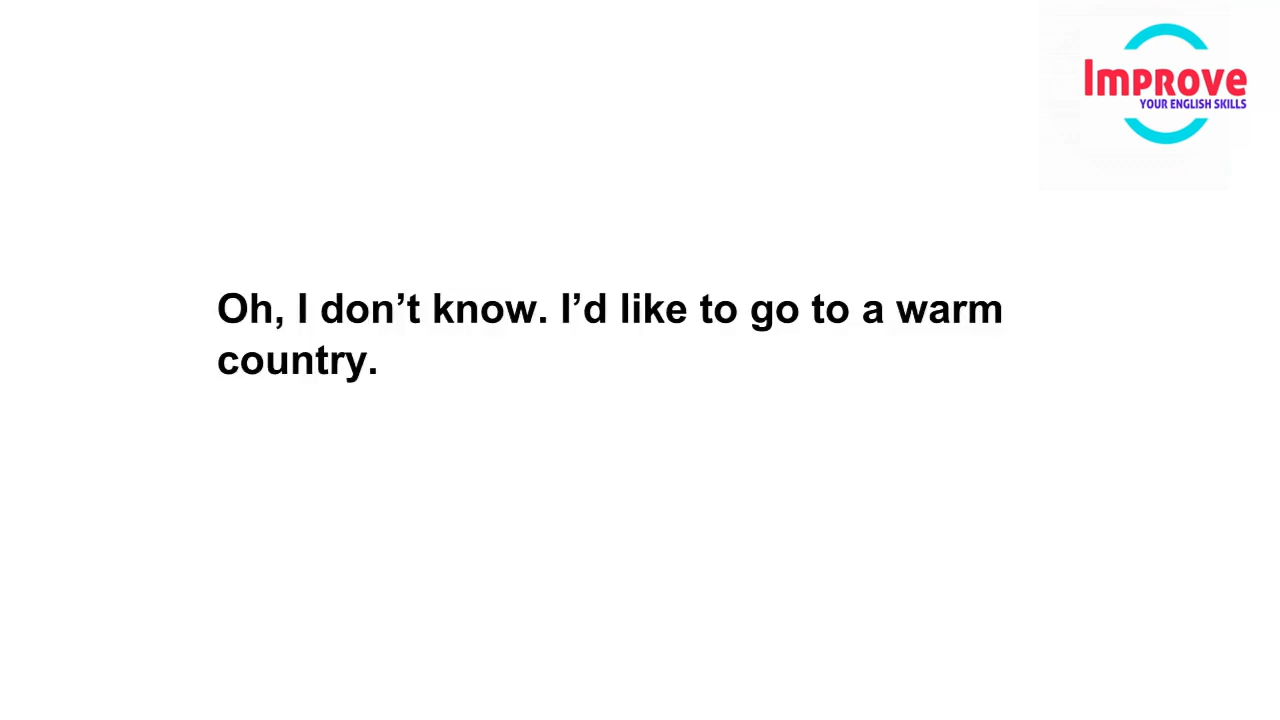 Improve
YOUR ENGLISH SKILLS
Oh, I don’t know. I’d like to go to a warm
country.